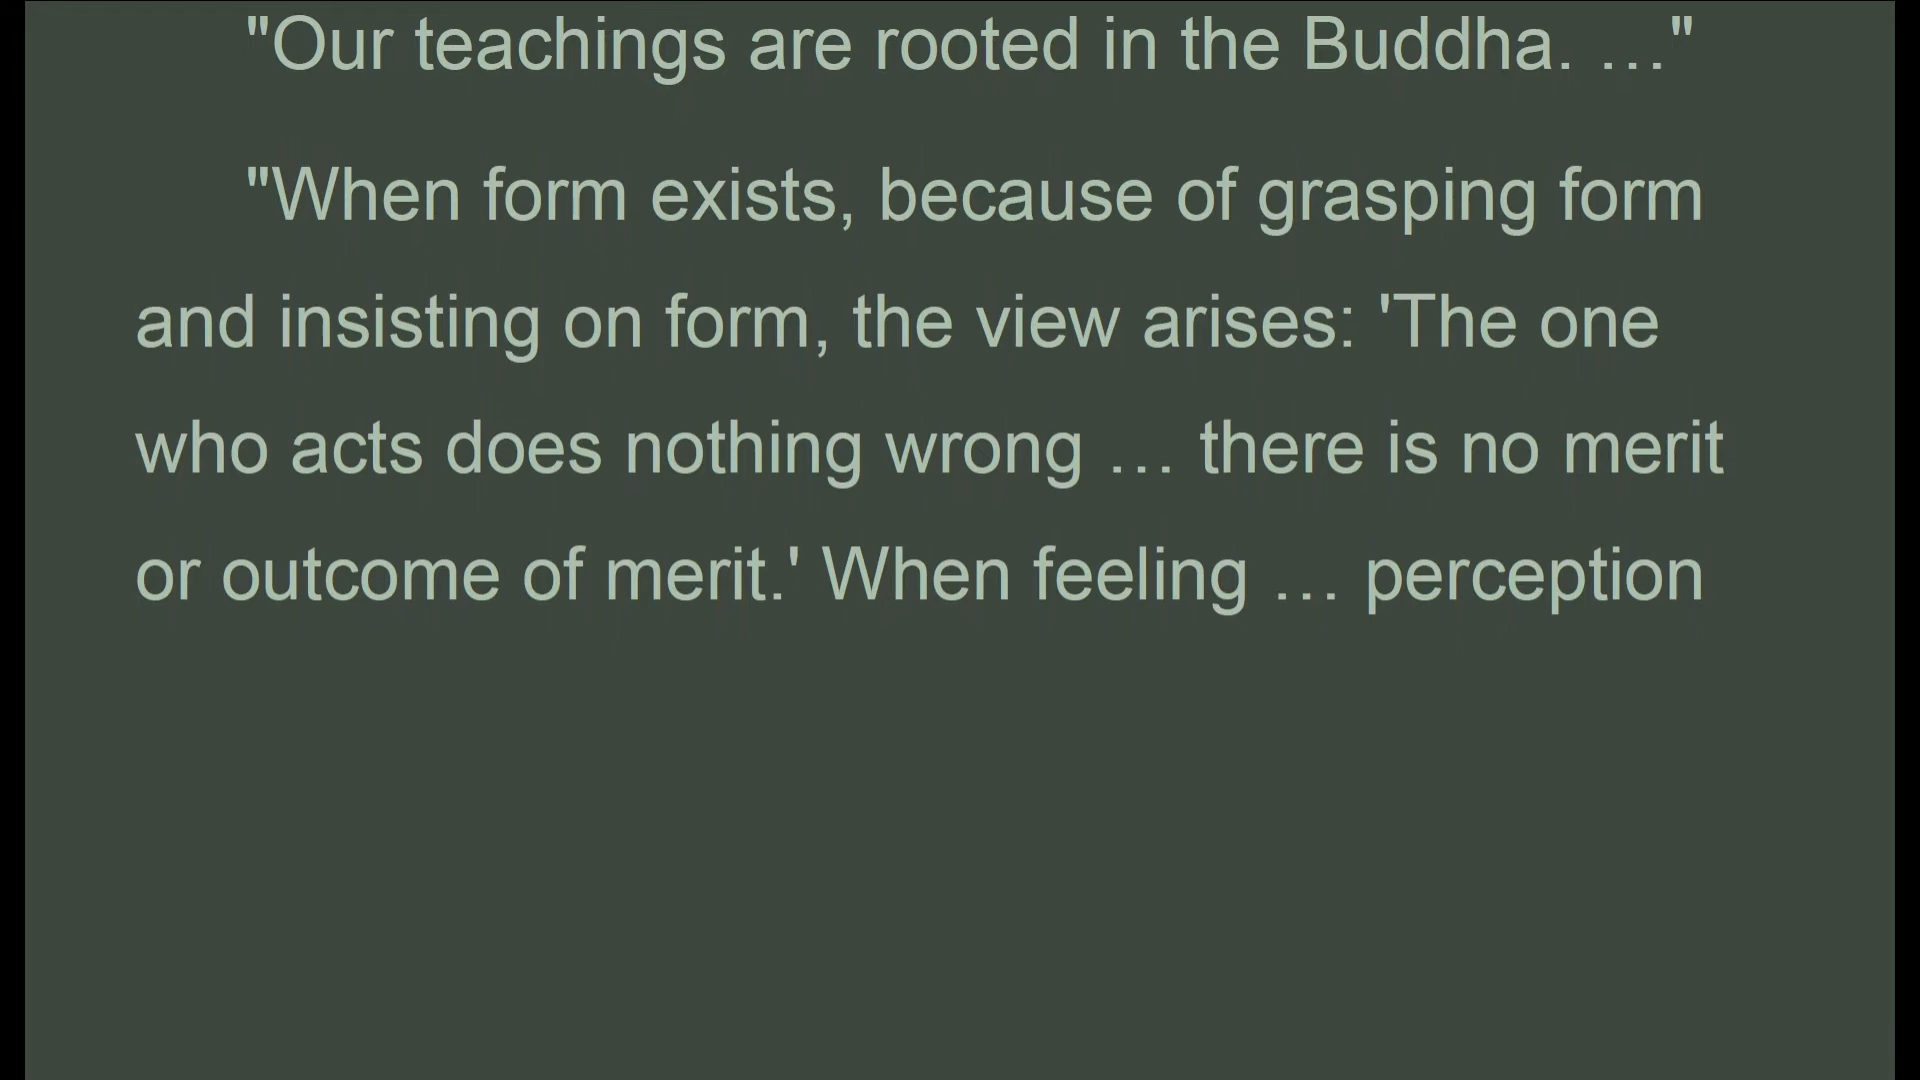 "Our teachings are rooted in the Buddha. …"
"When form exists, because of grasping form
and insisting on form, the view arises: 'The one
who acts does nothing wrong … there is no merit
or outcome of merit.' When feeling … perception